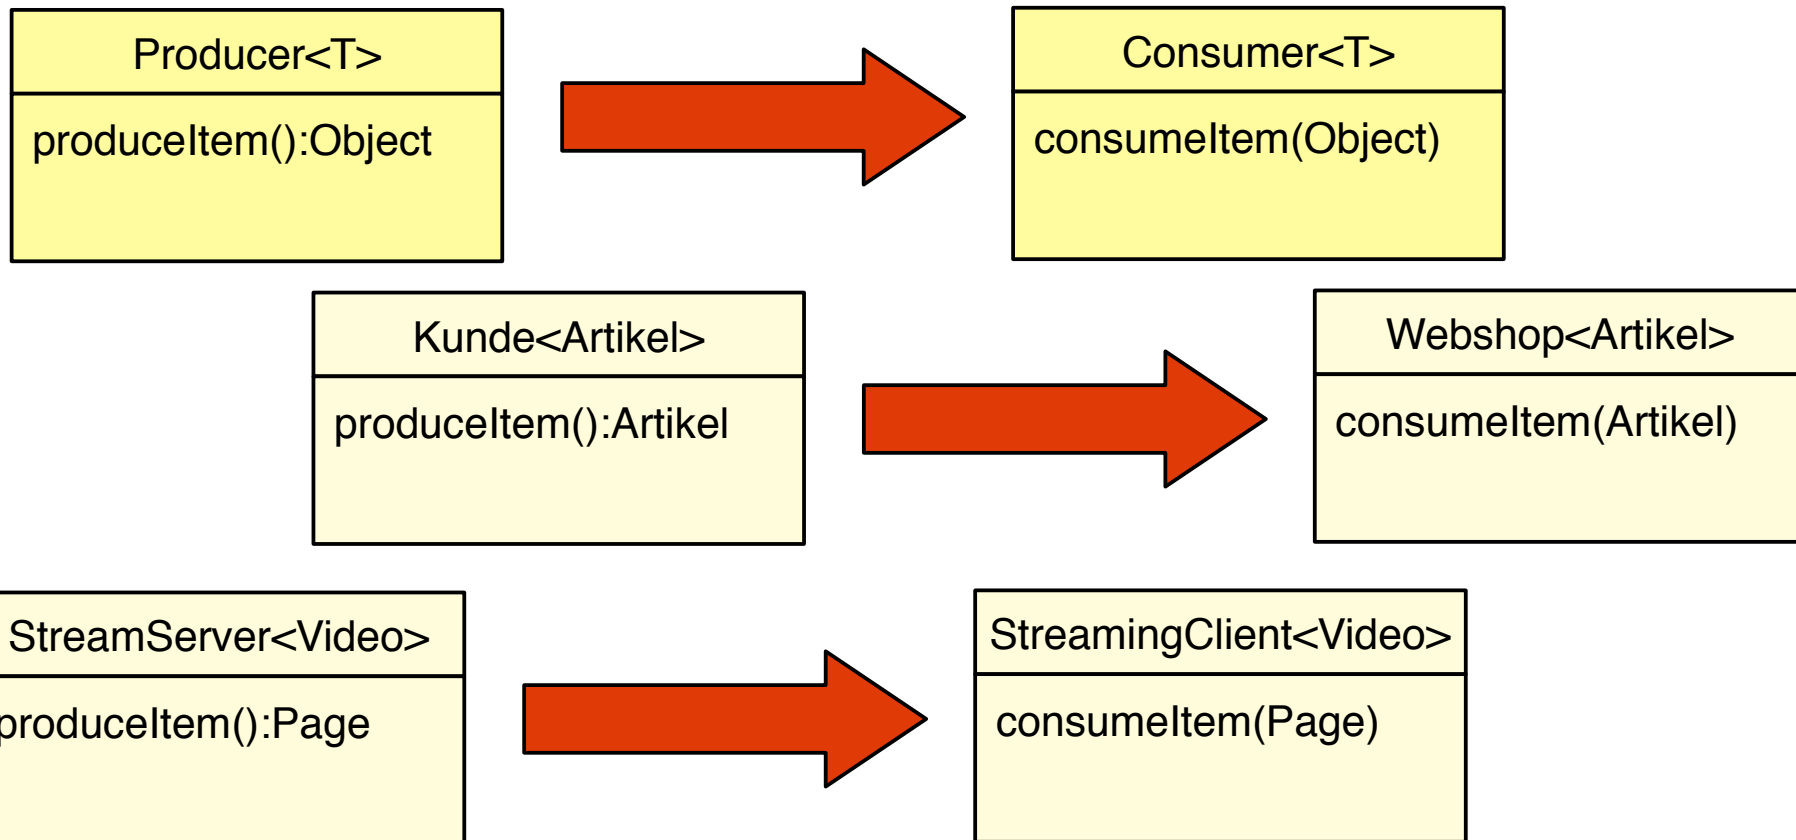 Producer<T>
produceItem():Object
Consumer<T>
consumeItem(Object)
Kunde<Artikel>
produceItem():Artikel
Webshop<Artikel>
consumeItem(Artikel)
StreamServer<Video>
produceItem():Page
StreamingClient<Video>
consumeItem(Page)